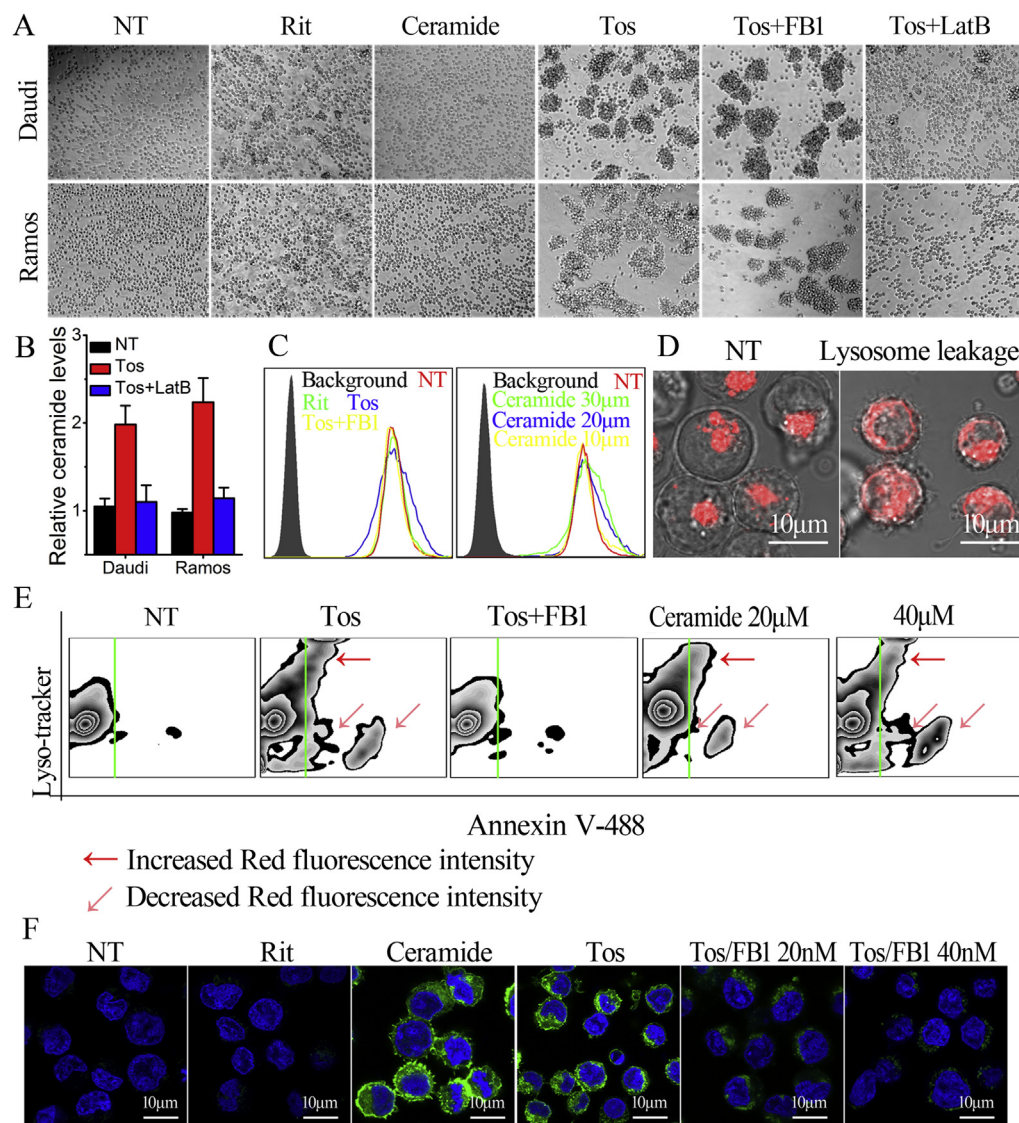 A
NT Rit Ceramide Tos Tos+FB1 Tos+LatB
Daudi
Ramos
B
Relative ceramide levels
3
2
1
NT
Tos
Tos+LatB
Daudi Ramos
C
Background NT
Rit Tos
Tos+FB1
Background NT
Ceramide 30μm
Ceramide 20μm
Ceramide 10μm
D
NT Lysosome leakage
10μm 10μm
E
NT Tos Tos+FB1 Ceramide 20μM 40μM
Lyso-tracker
Annexin V-488
← Increased Red fluorescence intensity
↙ Decreased Red fluorescence intensity
F
NT Rit Ceramide Tos Tos/FB1 20nM Tos/FB1 40nM
10μm 10μm 10μm 10μm 10μm 10μm